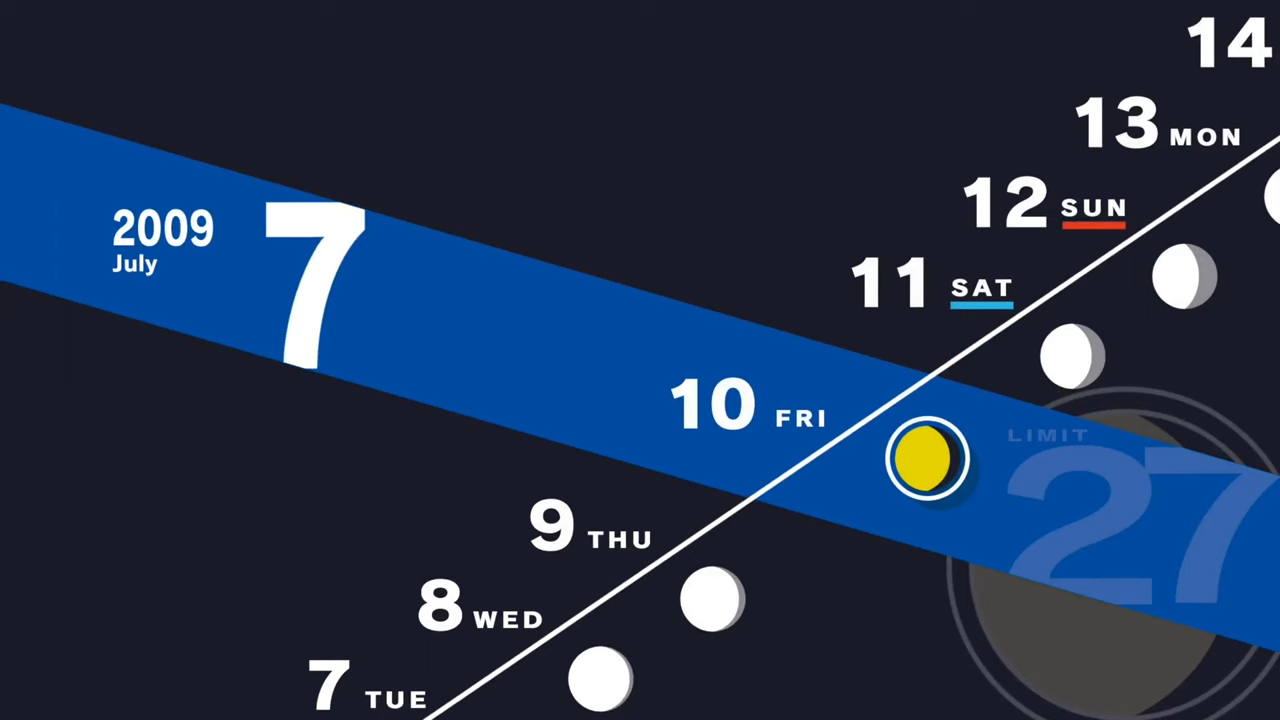 14
13 MON
12 SUN
2009
July
7
11 SAT
10 FRI
LIMIT
27
9 THU
8 WED
7 TUE